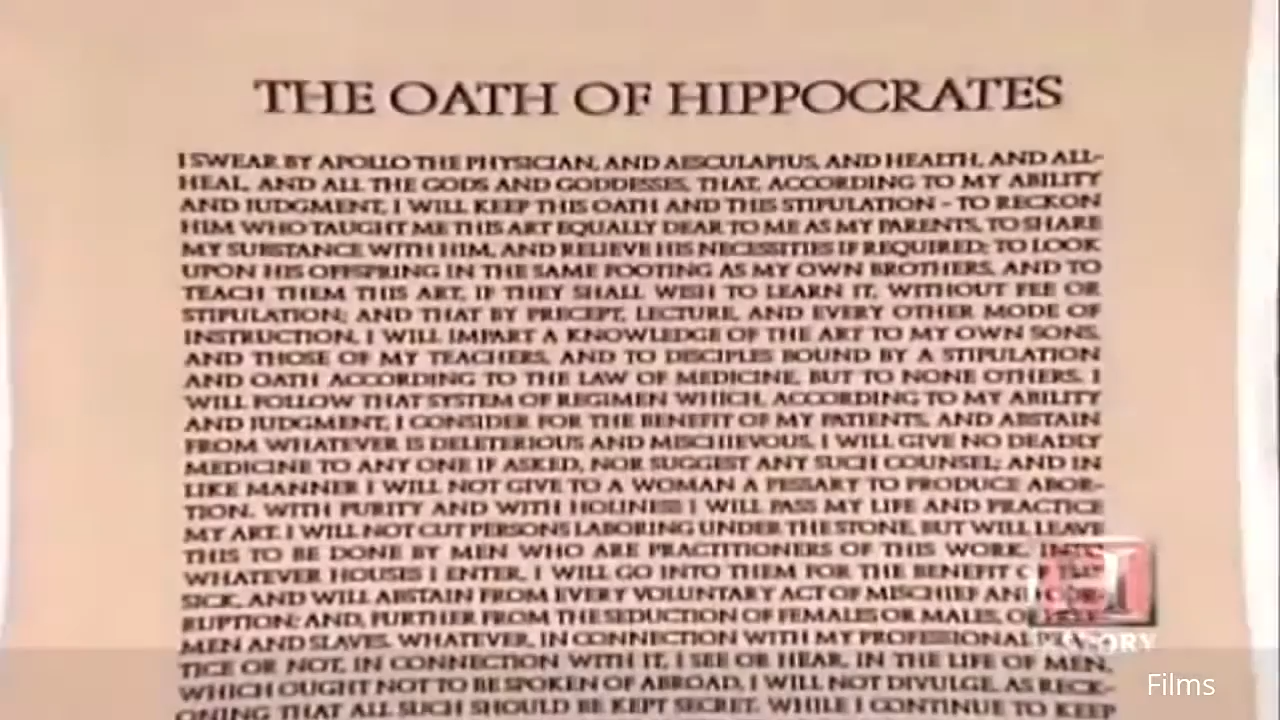 THE OATH OF HIPPOCRATES
I SWEAR BY APOLLO THE PHYSICIAN, AND AESCULAPIUS, AND HEALTH, AND ALL-
HEAL, AND ALL THE GODS AND GODDESSES, THAT, ACCORDING TO MY ABILITY
AND JUDGMENT, I WILL KEEP THIS OATH AND THIS STIPULATION - TO RECKON
HIM WHO TAUGHT ME THIS ART EQUALLY DEAR TO ME AS MY PARENTS, TO SHARE
MY SUBSTANCE WITH HIM, AND RELIEVE HIS NECESSITIES IF REQUIRED; TO LOOK
UPON HIS OFFSPRING IN THE SAME FOOTING AS MY OWN BROTHERS, AND TO
TEACH THEM THIS ART, IF THEY SHALL WISH TO LEARN IT, WITHOUT FEE OR
STIPULATION; AND THAT BY PRECEPT, LECTURE, AND EVERY OTHER MODE OF
INSTRUCTION, I WILL IMPART A KNOWLEDGE OF THE ART TO MY OWN SONS,
AND THOSE OF MY TEACHERS, AND TO DISCIPLES BOUND BY A STIPULATION
AND OATH ACCORDING TO THE LAW OF MEDICINE, BUT TO NONE OTHERS. I
WILL FOLLOW THAT SYSTEM OF REGIMEN WHICH, ACCORDING TO MY ABILITY
AND JUDGMENT, I CONSIDER FOR THE BENEFIT OF MY PATIENTS, AND ABSTAIN
FROM WHATEVER IS DELETERIOUS AND MISCHIEVOUS. I WILL GIVE NO DEADLY
MEDICINE TO ANY ONE IF ASKED, NOR SUGGEST ANY SUCH COUNSEL; AND IN
LIKE MANNER I WILL NOT GIVE TO A WOMAN A PESSARY TO PRODUCE ABOR-
TION. WITH PURITY AND WITH HOLINESS I WILL PASS MY LIFE AND PRACTICE
MY ART. I WILL NOT CUT PERSONS LABORING UNDER THE STONE, BUT WILL LEAVE
THIS TO BE DONE BY MEN WHO ARE PRACTITIONERS OF THIS WORK. INTO
WHATEVER HOUSES I ENTER, I WILL GO INTO THEM FOR THE BENEFIT
SICK, AND WILL ABSTAIN FROM EVERY VOLUNTARY ACT OF MISCHIEF AND COR-
RUPTION; AND, FURTHER FROM THE SEDUCTION OF FEMALES OR MALES,
MEN AND SLAVES. WHATEVER, IN CONNECTION WITH MY PROFESSIONAL
TICE OR NOT, IN CONNECTION WITH IT, I SEE OR HEAR, IN THE LIFE OF MEN,
WHICH OUGHT NOT TO BE SPOKEN OF ABROAD, I WILL NOT DIVULGE, AS RECK-
ONING THAT ALL SUCH SHOULD BE KEPT SECRET. WHILE I CONTINUE TO KEEP
H
HISTORY
Films